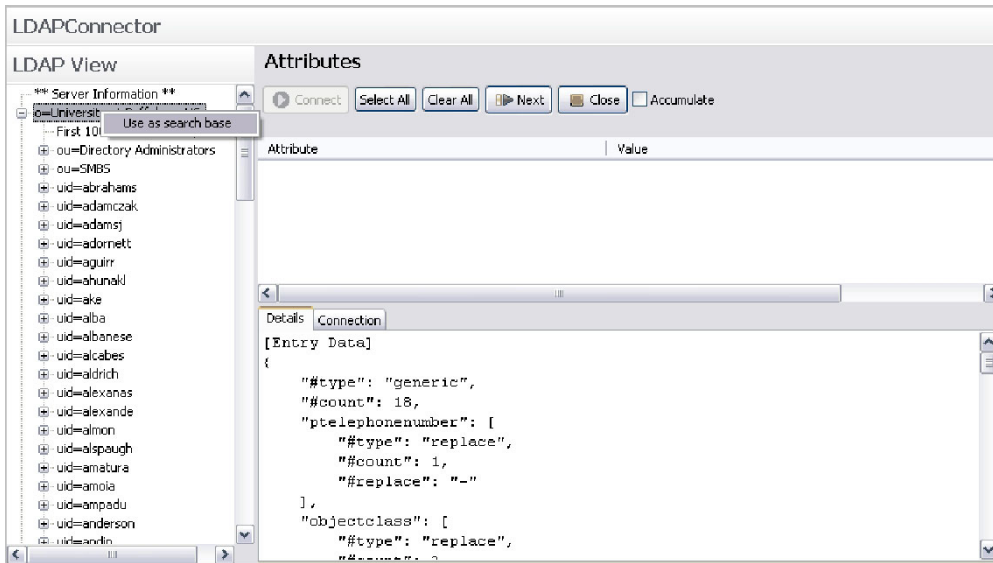 LDAPConnector
LDAP View
** Server Information **
Use as search base
First
ou=Directory Administrators
ou=SMBS
uid=abrahams
uid=adamczak
uid=adamsj
uid=adornett
uid=aguirr
uid=ahunakl
uid=ake
uid=alba
uid=albanese
uid=alcabes
uid=aldrich
uid=alexanas
uid=alexande
uid=almon
uid=alspaugh
uid=amatura
uid=amoia
uid=ampadu
uid=anderson
uid=andin
Attributes
Connect Select All Clear All Next Close Accumulate
Attribute Value
Details Connection
[Entry Data]
{
"#type": "generic",
"#count": 18,
"ptelephonenumber": [
"#type": "replace",
"#count": 1,
"#replace": "-"
],
"objectclass": [
"#type": "replace",